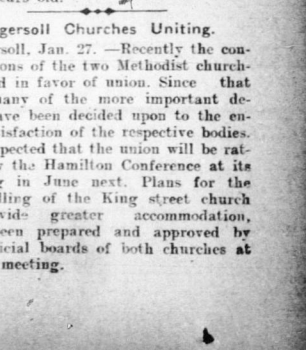 gersoll Churches Uniting.
soll, Jan. 27. —Recently the con-
ons of the two Methodist church-
d in favor of union. Since that
any of the more important de-
ave been decided upon to the en-
isfaction of the respective bodies.
pected that the union will be rat-
y the Hamilton Conference at its
g in June next. Plans for the
lling of the King street church
vide greater accommodation,
een prepared and approved by
icial boards of both churches at
meeting.